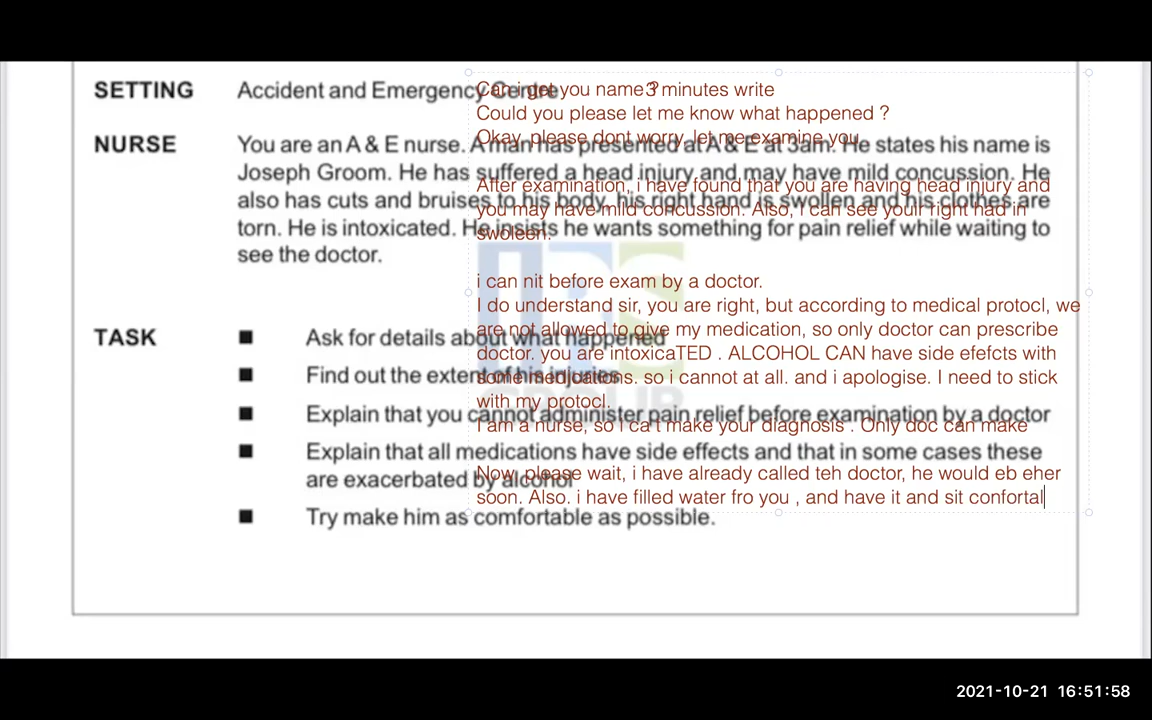 SETTING Accident and Emergency Centre
Can i get you name ? 3 minutes write
Could you please let me know what happened ?
Okay, please dont worry, let me examine you
NURSE You are an A & E nurse. A man has presented at A & E at 3am. He states his name is
Joseph Groom. He has suffered a head injury and may have mild concussion. He
After examination, i have found that you are having head injury and
also has cuts and bruises to his body, his right hand is swollen and his clothes are
you may have mild concussion. Also, i can see youir right had in
torn. He is intoxicated. He insists he wants something for pain relief while waiting to
swoleen.
see the doctor.
i can nit before exam by a doctor.
I do understand sir, you are right, but according to medical protocl, we
are not allowed to give my medication, so only doctor can prescribe
TASK ■ Ask for details about what happened
doctor. you are intoxicaTED . ALCOHOL CAN have side efefcts with
■ Find out the extent of his injuries
some medications. so i cannot at all. and i apologise. I need to stick
with my protocl.
■ Explain that you cannot administer pain relief before examination by a doctor
I am a nurse, so i ca't make your diagnosis . Only doc can make
■ Explain that all medications have side effects and that in some cases these
are exacerbated by alcohol
Now, please wait, i have already called teh doctor, he would eb eher
soon. Also. i have filled water fro you , and have it and sit confortal
■ Try make him as comfortable as possible.
IRS
GROUP
2021-10-21 16:51:58